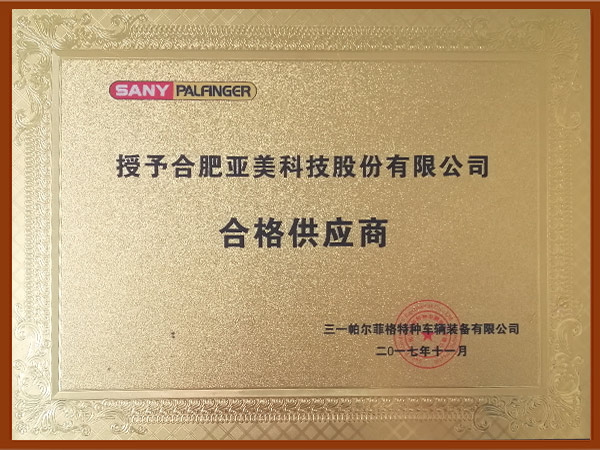 SANY PALFINGER
授予合肥亚美科技股份有限公司
合格供应商
三一帕尔菲格特种车辆装备有限公司
二〇一七年十一月